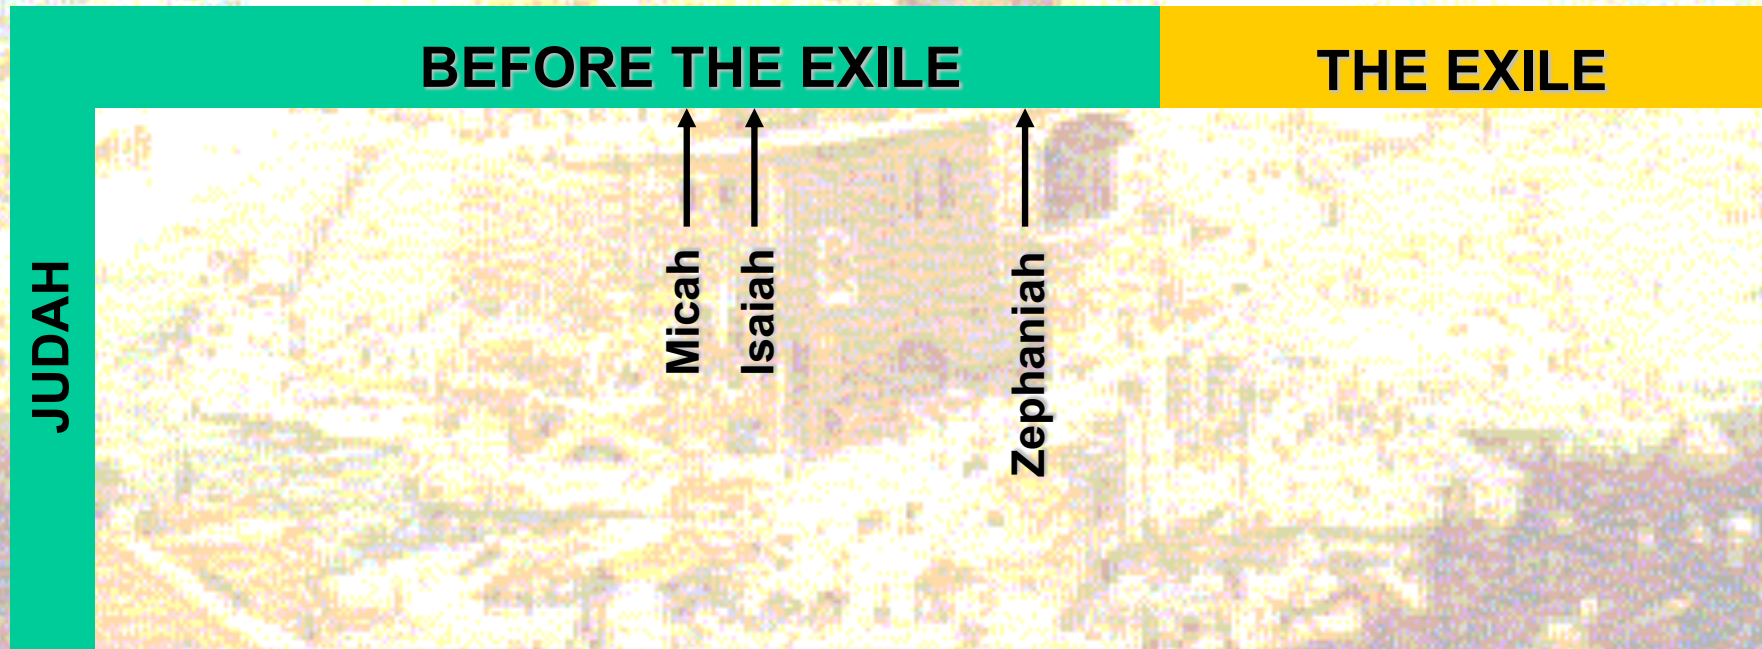 BEFORE THE EXILE
THE EXILE
JUDAH
Micah
Isaiah
Zephaniah